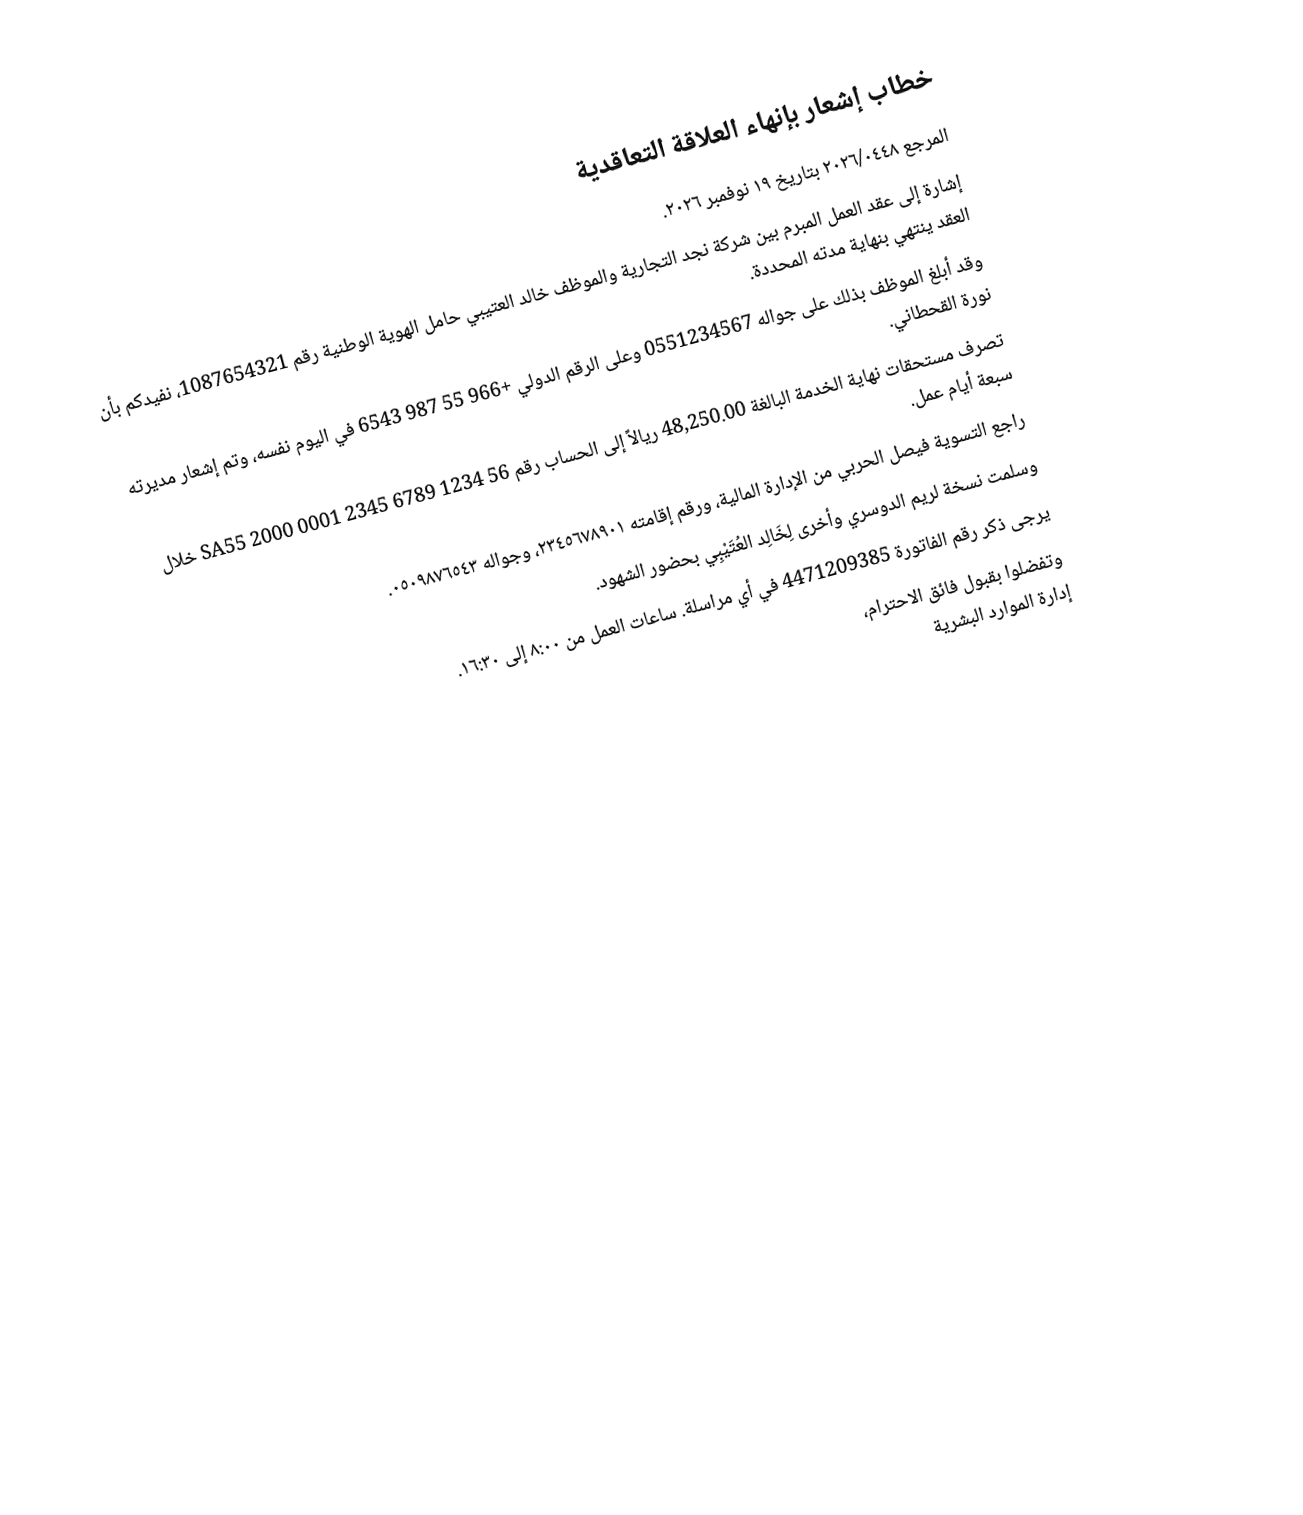 خطاب إشعار بإنهاء العلاقة التعاقدية
المرجع ٢٠٢٦/٠٤٤٨ بتاريخ ١٩ نوفمبر ٢٠٢٦.
إشارة إلى عقد العمل المبرم بين شركة نجد التجارية والموظف خالد العتيبي حامل الهوية الوطنية رقم 1087654321، نفيدكم بأن
العقد ينتهي بنهاية مدته المحددة.
وقد أبلغ الموظف بذلك على جواله 0551234567 وعلى الرقم الدولي +966 55 987 6543 في اليوم نفسه، وتم إشعار مديرته
نورة القحطاني.
تصرف مستحقات نهاية الخدمة البالغة 48,250.00 ريالاً إلى الحساب رقم SA55 2000 0001 2345 6789 1234 56 خلال
سبعة أيام عمل.
راجع التسوية فيصل الحربي من الإدارة المالية، ورقم إقامته ٢٣٤٥٦٧٨٩٠١، وجواله ٠٥٠٩٨٧٦٥٤٣.
وسلمت نسخة لريم الدوسري وأخرى لِخَالِد العُتَيْبِي بحضور الشهود.
يرجى ذكر رقم الفاتورة 4471209385 في أي مراسلة. ساعات العمل من ٨:٠٠ إلى ١٦:٣٠.
وتفضلوا بقبول فائق الاحترام،
إدارة الموارد البشرية